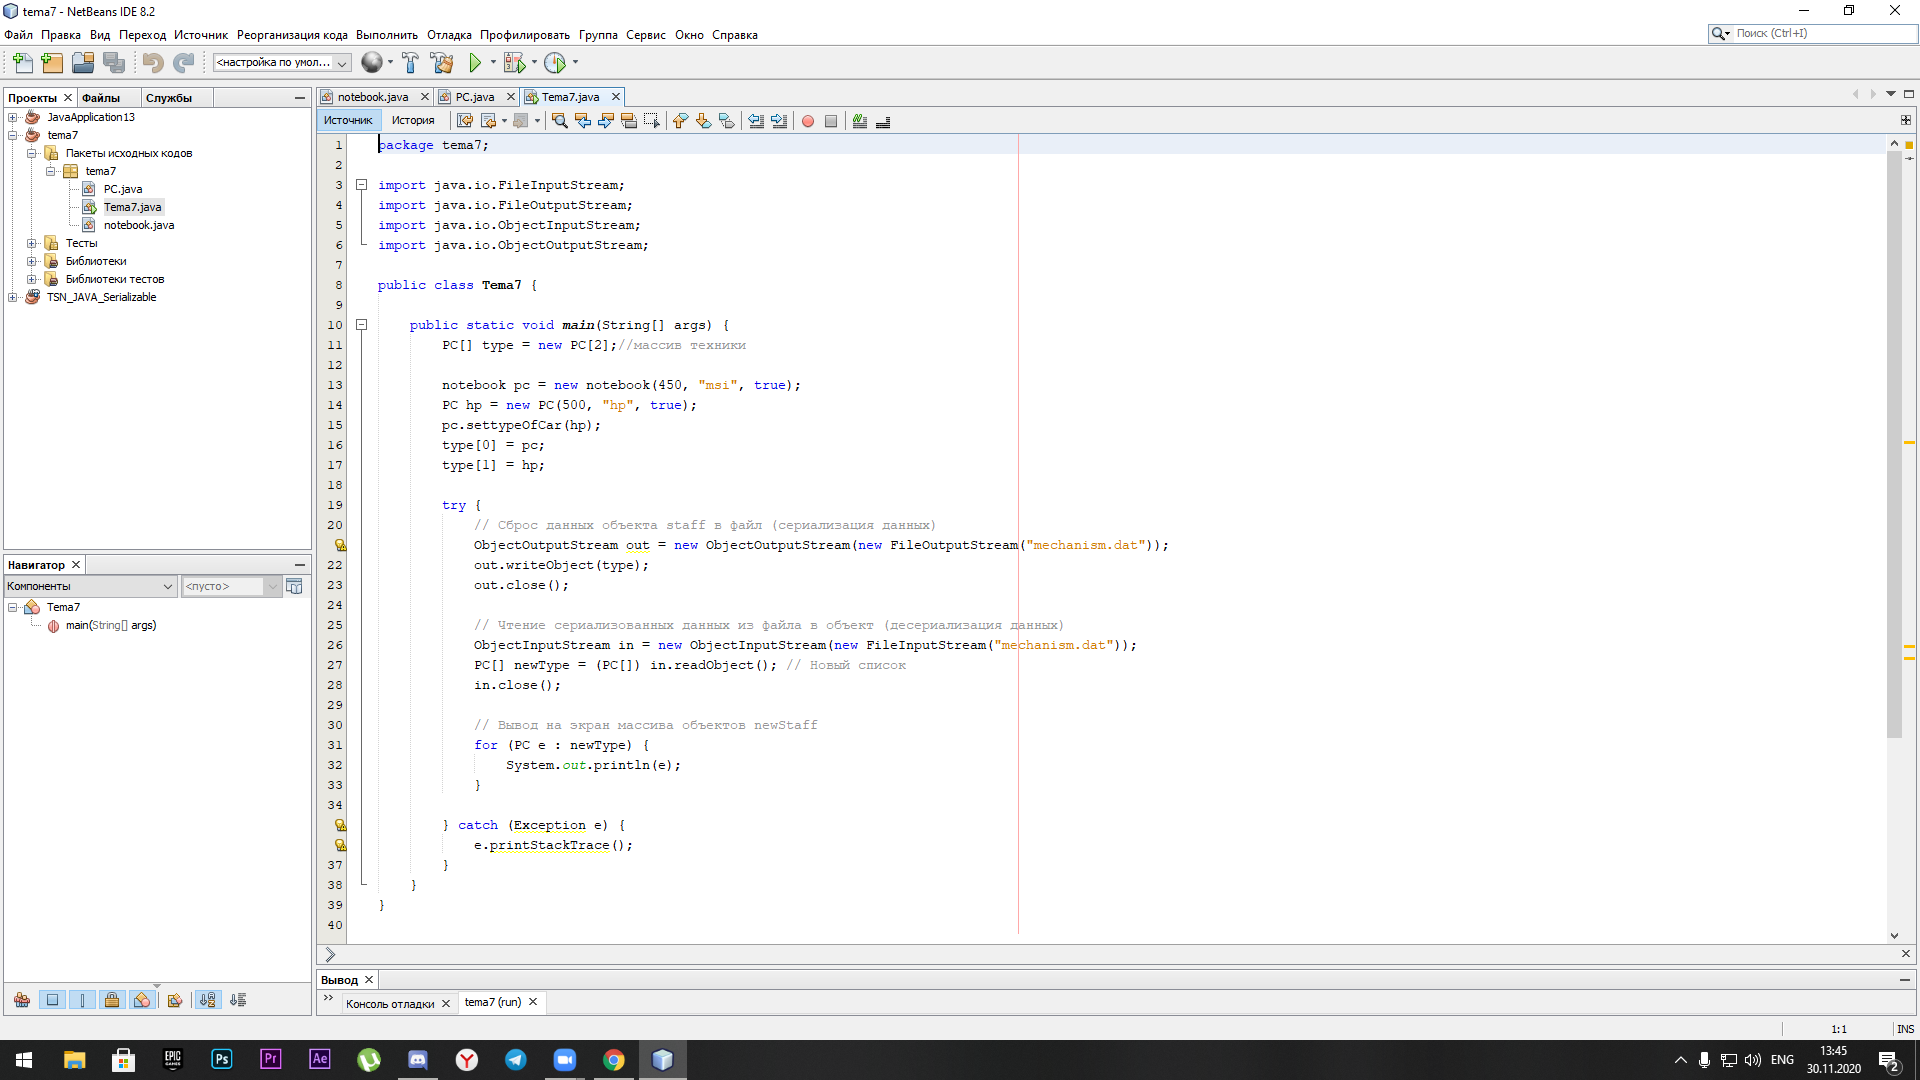 tema7 - NetBeans IDE 8.2
Файл Правка Вид Переход Источник Реорганизация кода Выполнить Отладка Профилировать Группа Сервис Окно Справка
Поиск (Ctrl+I)
<настройка по умол...
Проекты Файлы Службы
JavaApplication13
tema7
Пакеты исходных кодов
tema7
PC.java
Tema7.java
notebook.java
Тесты
Библиотеки
Библиотеки тестов
TSN_JAVA_Serializable
Навигатор
Компоненты <пусто>
Tema7
main(String[] args)
notebook.java PC.java Tema7.java
Источник История
1 package tema7;
2
3 import java.io.FileInputStream;
4 import java.io.FileOutputStream;
5 import java.io.ObjectInputStream;
6 import java.io.ObjectOutputStream;
7
8 public class Tema7 {
9
10 public static void main(String[] args) {
11 PC[] type = new PC[2];//массив техники
12
13 notebook pc = new notebook(450, "msi", true);
14 PC hp = new PC(500, "hp", true);
15 pc.settypeOfCar(hp);
16 type[0] = pc;
17 type[1] = hp;
18
19 try {
20 // Сброс данных объекта staff в файл (сериализация данных)
ObjectOutputStream out = new ObjectOutputStream(new FileOutputStream("mechanism.dat"));
22 out.writeObject(type);
23 out.close();
24
25 // Чтение сериализованных данных из файла в объект (десериализация данных)
26 ObjectInputStream in = new ObjectInputStream(new FileInputStream("mechanism.dat"));
27 PC[] newType = (PC[]) in.readObject(); // Новый список
28 in.close();
29
30 // Вывод на экран массива объектов newStaff
31 for (PC e : newType) {
32 System.out.println(e);
33 }
34
} catch (Exception e) {
e.printStackTrace();
37 }
38 }
39 }
40
Вывод
Консоль отладки tema7 (run)
1:1 INS
EPIC GAMES Ps Pr Ae
ENG 13:45
30.11.2020
2